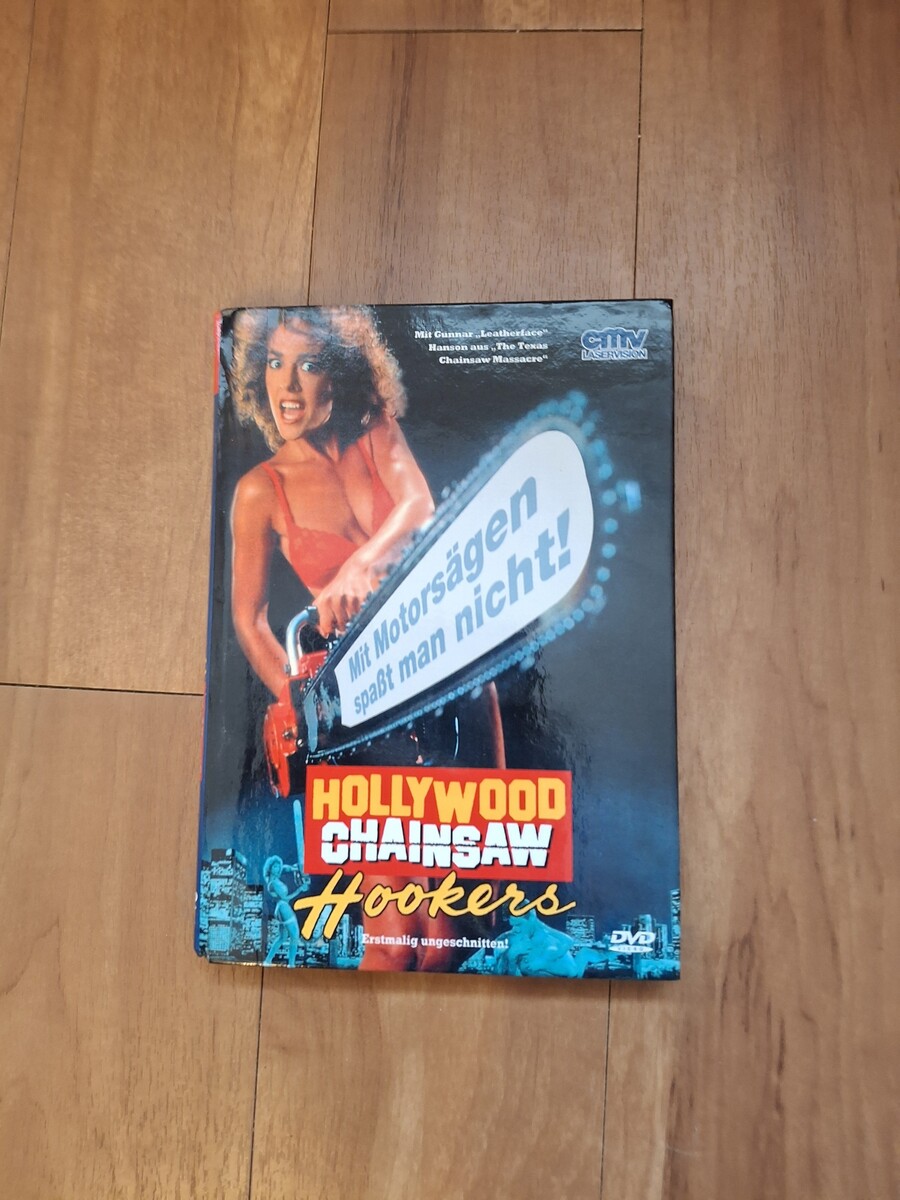 Mit Gunnar „Leatherface“
Hanson aus „The Texas
Chainsaw Massacre“
cmv
LASERVISION
Mit Motorsägen
spaßt man nicht!
HOLLYWOOD
CHAINSAW
Hookers
Erstmalig ungeschnitten!
DVD
VIDEO